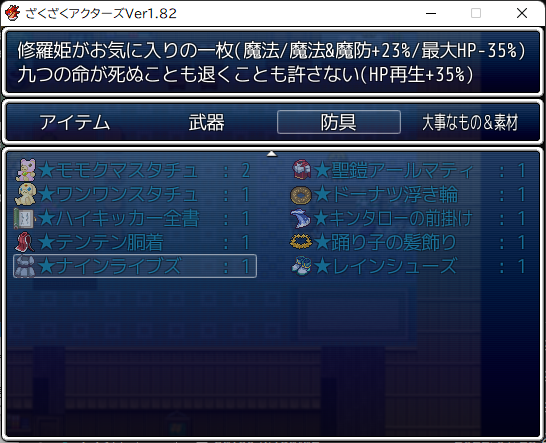 ざくざくアクターズVer1.82
修羅姫がお気に入りの一枚(魔法/魔法&魔防+23%/最大HP-35%)
九つの命が死ぬことも退くことも許さない(HP再生+35%)
アイテム 武器 防具 大事なもの&素材
★モモクマスタチュ : 2 ★聖鎧アールマティ : 1
★ワンワンスタチュ : 1 ★ドーナツ浮き輪 : 1
★ハイキッカー全書 : 1 ★キンタローの前掛け : 1
★テンテン胴着 : 1 ★踊り子の髪飾り : 1
★ナインライブズ : 1 ★レインシューズ : 1